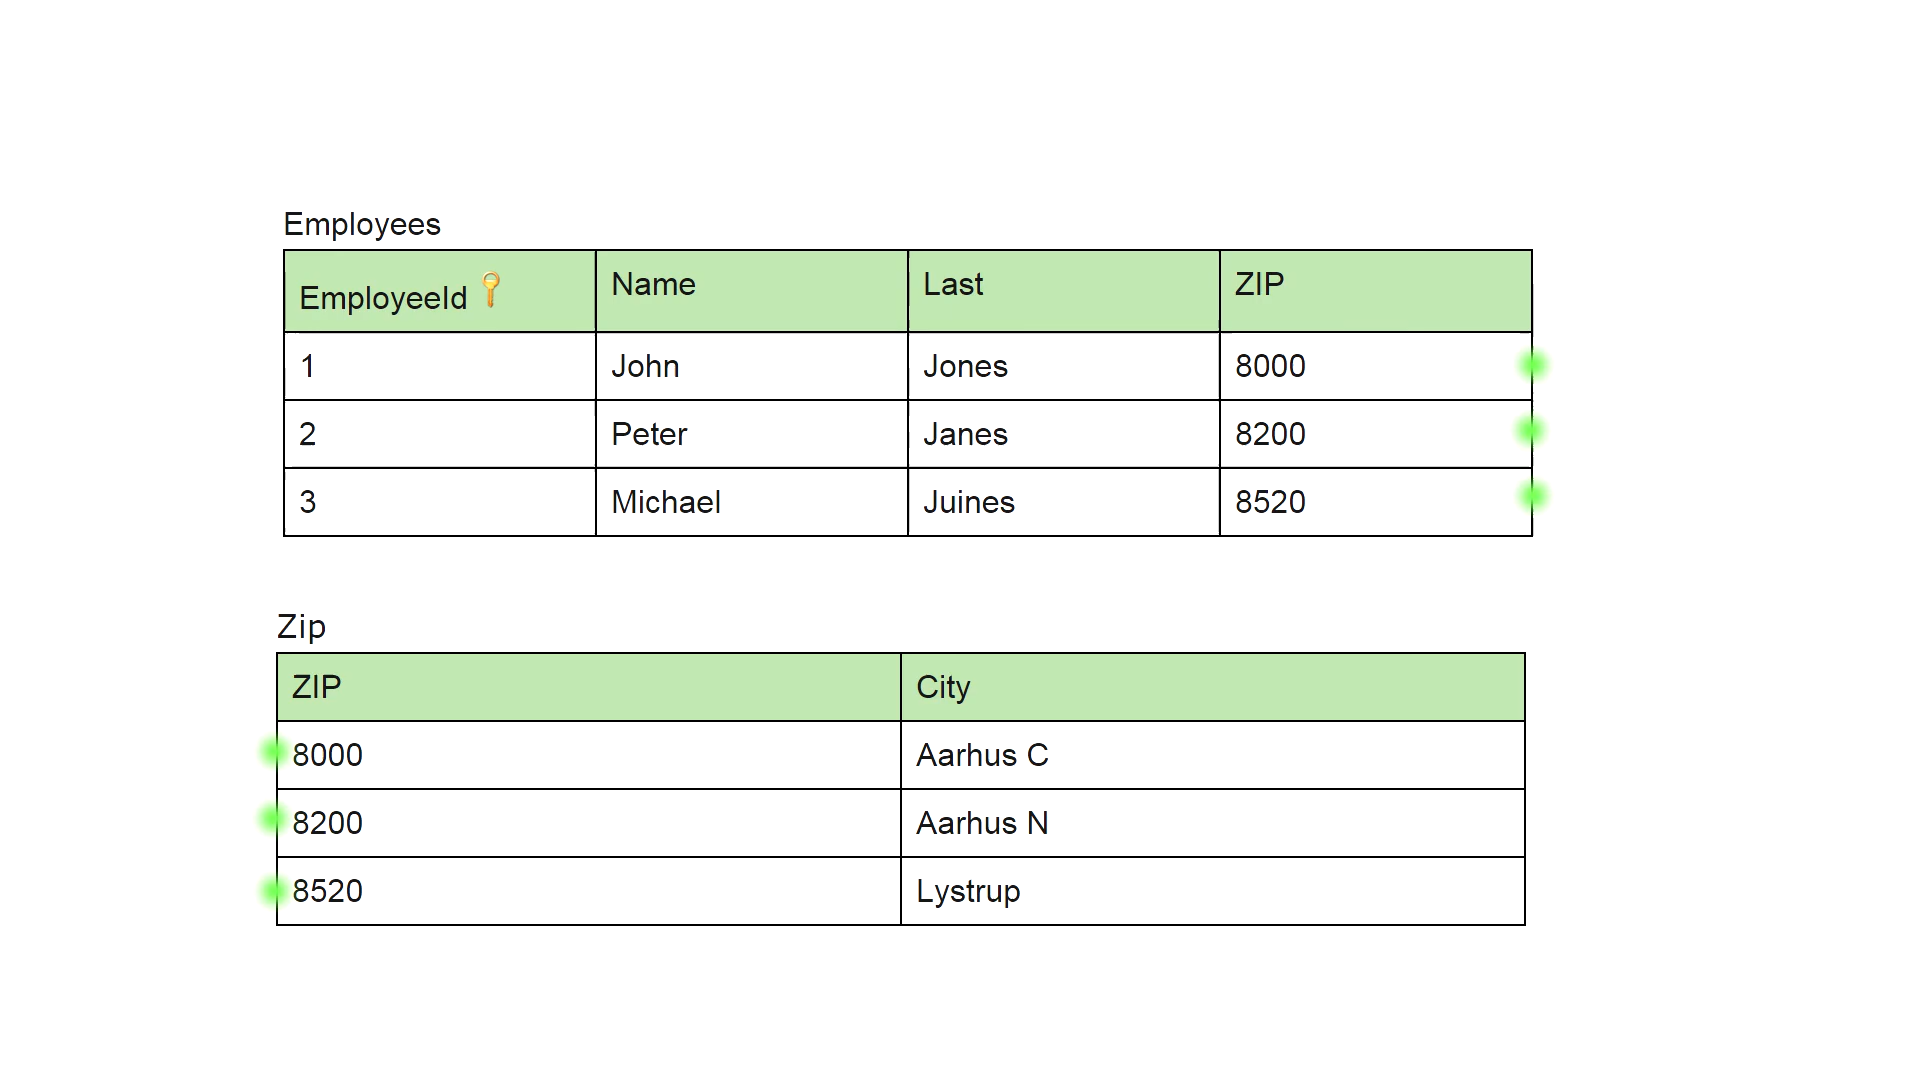 Employees
EmployeeId Name Last ZIP
1 John Jones 8000
2 Peter Janes 8200
3 Michael Juines 8520
Zip
ZIP City
8000 Aarhus C
8200 Aarhus N
8520 Lystrup